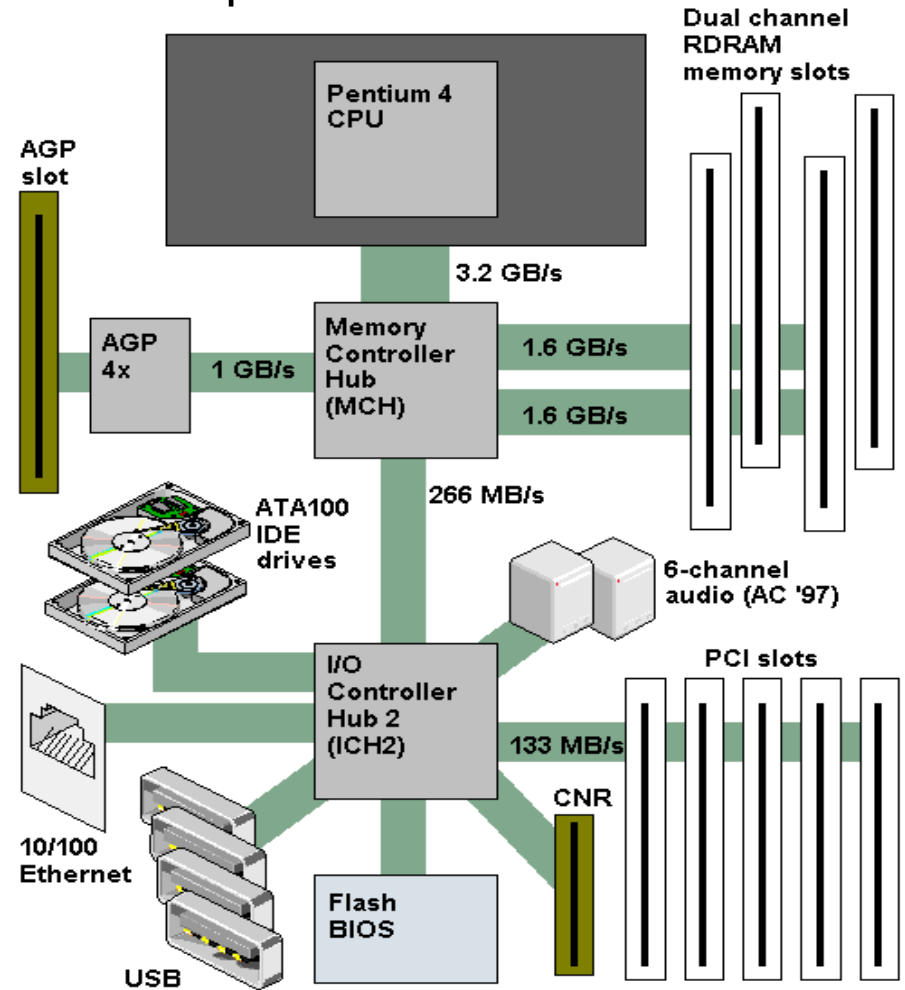 Dual channel
RDRAM
memory slots
Pentium 4
CPU
AGP
slot
3.2 GB/s
AGP
4x
1 GB/s
Memory
Controller
Hub
(MCH)
1.6 GB/s
1.6 GB/s
266 MB/s
ATA100
IDE
drives
6-channel
audio (AC '97)
I/O
Controller
Hub 2
(ICH2)
PCI slots
133 MB/s
CNR
10/100
Ethernet
Flash
BIOS
USB